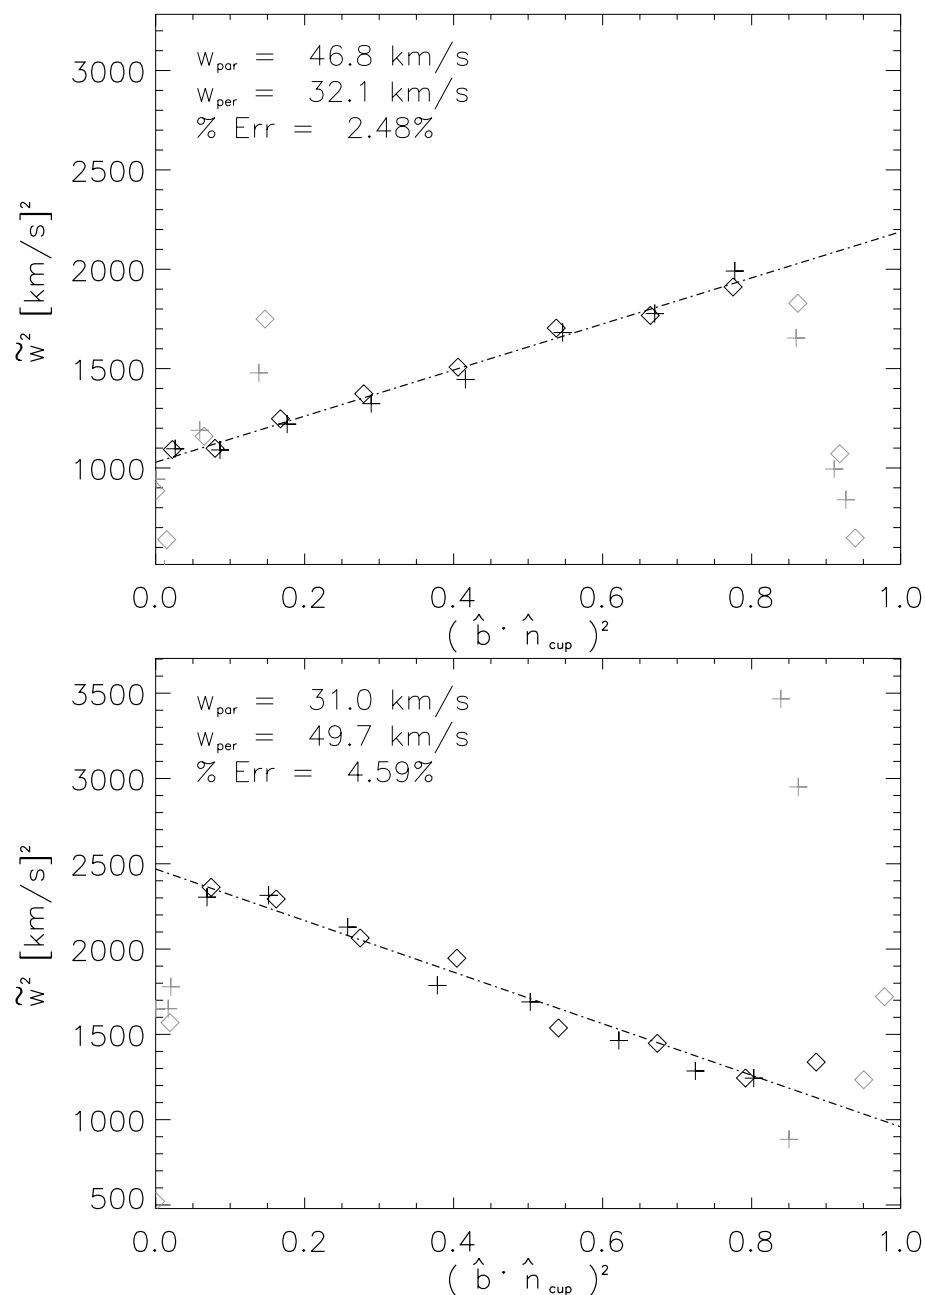 w_par = 46.8 km/s
w_per = 32.1 km/s
% Err = 2.48%
3000
2500
2000
1500
1000
w̃² [km/s]²
0.0 0.2 0.4 0.6 0.8 1.0
( b̂ · n̂_cup )²
w_par = 31.0 km/s
w_per = 49.7 km/s
% Err = 4.59%
3500
3000
2500
2000
1500
1000
500
w̃² [km/s]²
0.0 0.2 0.4 0.6 0.8 1.0
( b̂ · n̂_cup )²